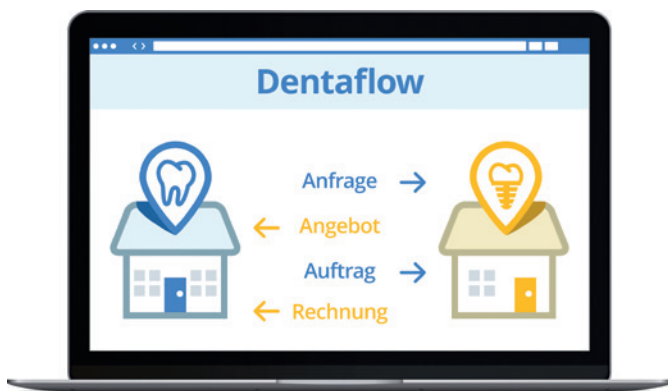 Dentaflow
Anfrage →
← Angebot
Auftrag →
← Rechnung